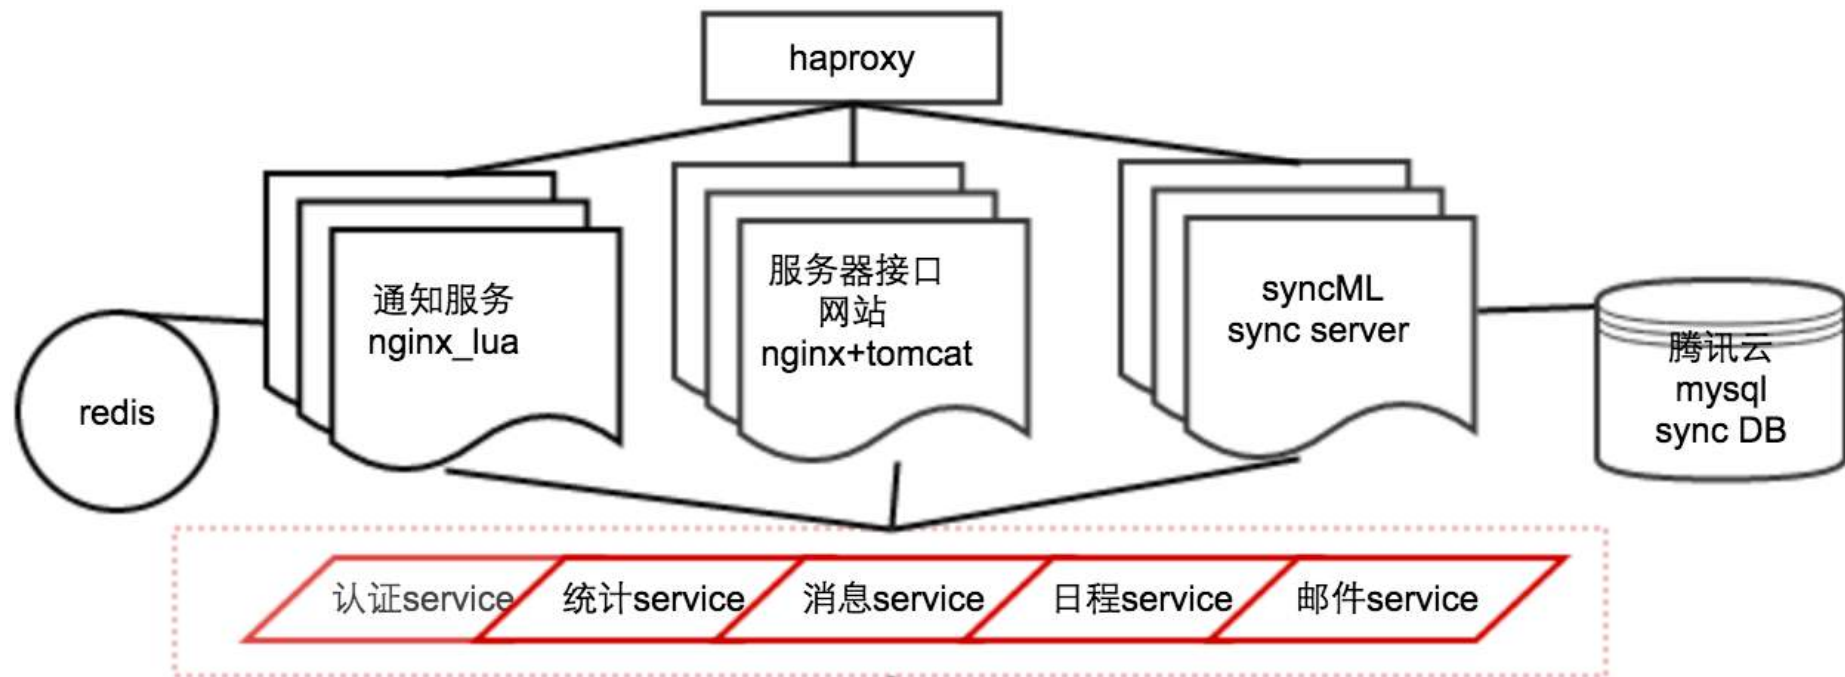 haproxy
通知服务
nginx_lua
服务器接口
网站
nginx+tomcat
syncML
sync server
redis
腾讯云
mysql
sync DB
认证service
统计service
消息service
日程service
邮件service